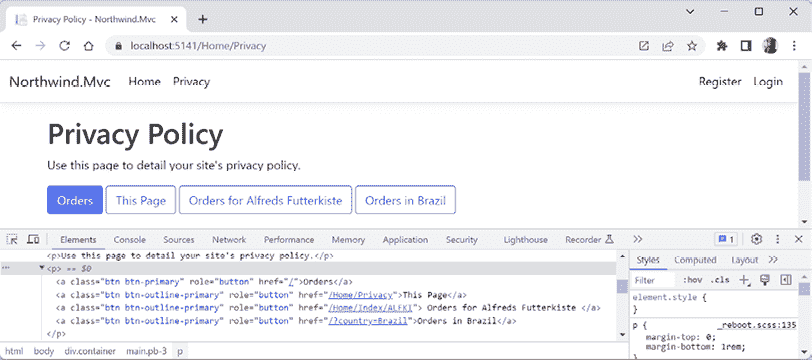 Privacy Policy - Northwind.Mvc
localhost:5141/Home/Privacy
Northwind.Mvc Home Privacy Register Login
Privacy Policy
Use this page to detail your site's privacy policy.
Orders This Page Orders for Alfreds Futterkiste Orders in Brazil
Elements Console Sources Network Performance Memory Application Security Lighthouse Recorder 1
<p>Use this page to detail your site's privacy policy.</p>
<p> == $0
<a class="btn btn-primary" role="button" href="/">Orders</a>
<a class="btn btn-outline-primary" role="button" href="/Home/Privacy">This Page</a>
<a class="btn btn-outline-primary" role="button" href="/Home/Index/ALFKI"> Orders for Alfreds Futterkiste </a>
<a class="btn btn-outline-primary" role="button" href="/?country=Brazil">Orders in Brazil</a>
</p>
html body div.container main.pb-3 p
Styles Computed Layout
Filter :hov .cls
element.style {
}
p { _reboot.scss:135
margin-top: 0;
margin-bottom: 1rem;